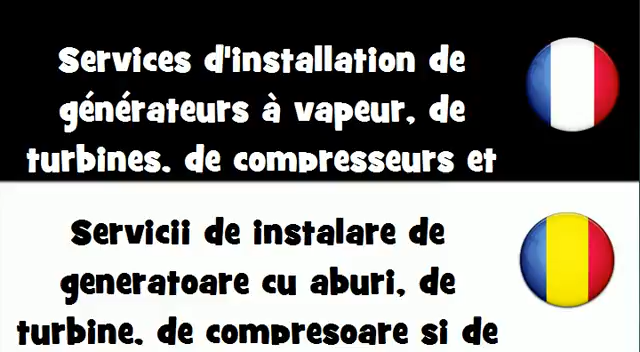 Services d'installation de
générateurs à vapeur, de
turbines, de compresseurs et
Servicii de instalare de
generatoare cu aburi, de
turbine, de compresoare si de